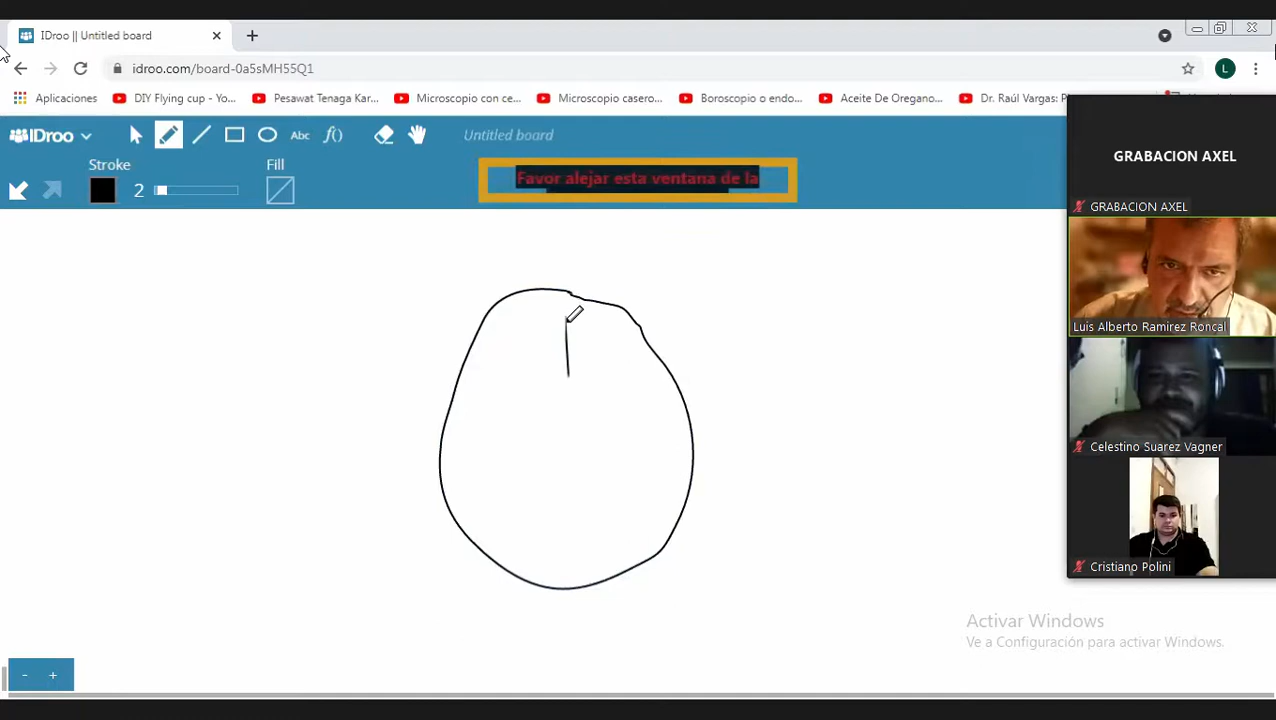 IDroo || Untitled board
idroo.com/board-0a5sMH55Q1
L
Aplicaciones
DIY Flying cup - Yo...
Pesawat Tenaga Kar...
Microscopio con ce...
Microscopio casero...
Boroscopio o endo...
Aceite De Oregano...
Dr. Raúl Vargas:
IDroo
Abc
f()
Untitled board
Stroke
2
Fill
Favor alejar esta ventana de la
GRABACION AXEL
GRABACION AXEL
Luis Alberto Ramirez Roncal
Celestino Suarez Vagner
Cristiano Polini
Activar Windows
Ve a Configuración para activar Windows.
- +